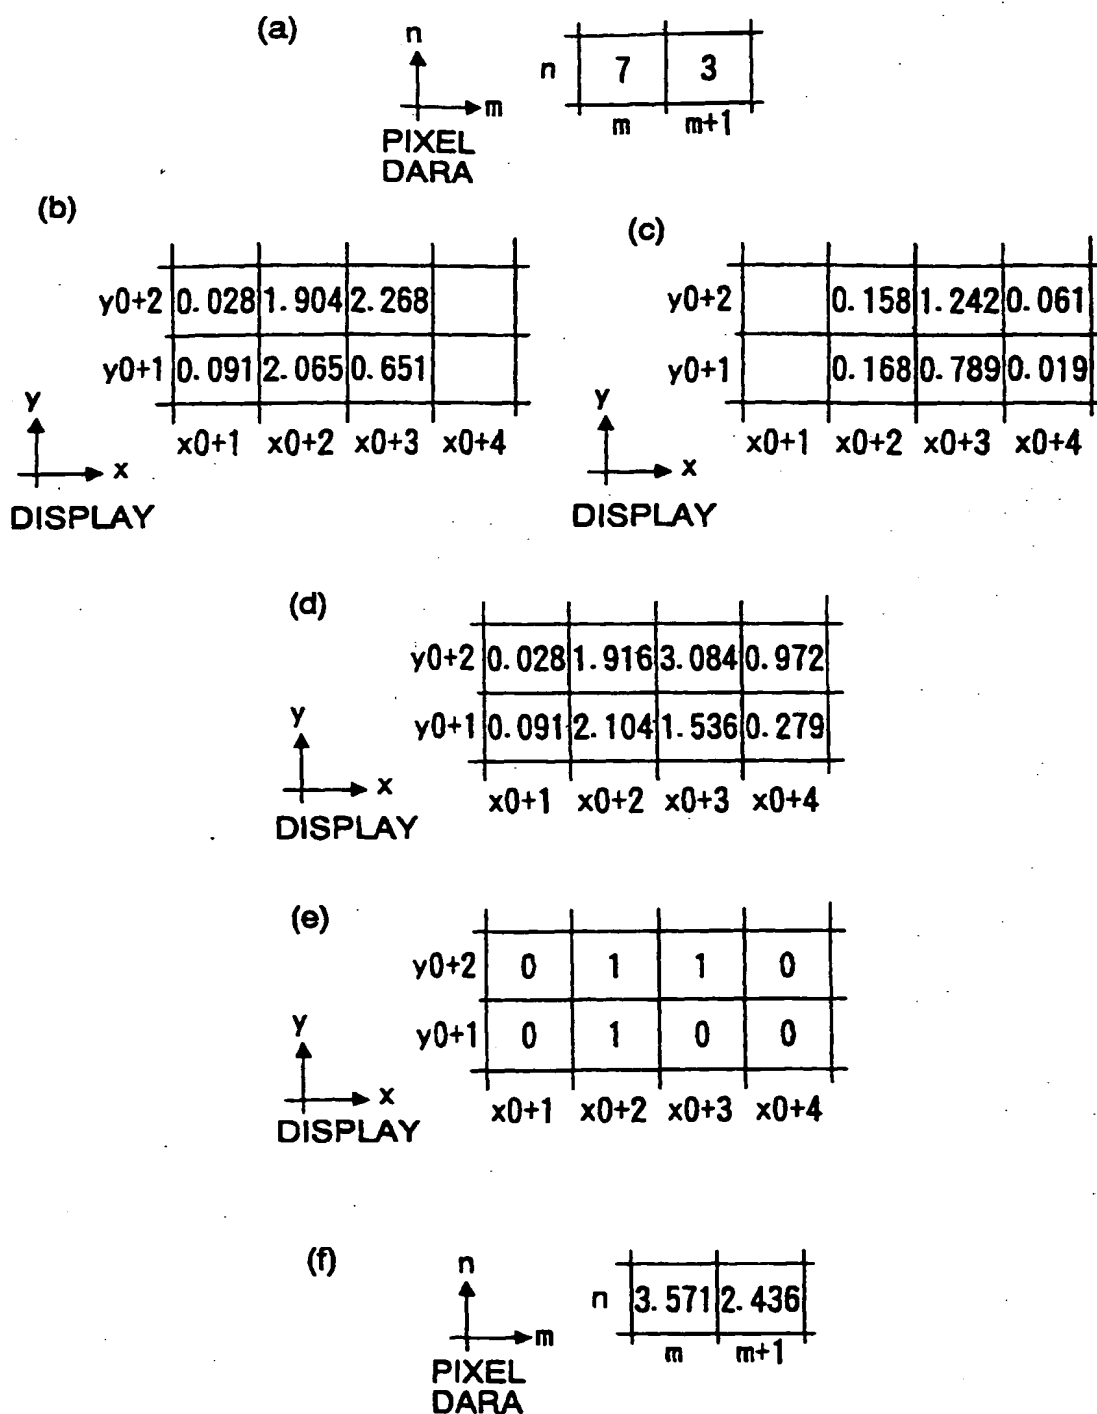 (a)
n
n 7 3
m
m m+1
PIXEL
DARA
(b)
y0+2 0.028 1.904 2.268
y0+1 0.091 2.065 0.651
y
x0+1 x0+2 x0+3 x0+4
x
DISPLAY
(c)
y0+2 0.158 1.242 0.061
y0+1 0.168 0.789 0.019
y
x0+1 x0+2 x0+3 x0+4
x
DISPLAY
(d)
y0+2 0.028 1.916 3.084 0.972
y0+1 0.091 2.104 1.536 0.279
y
x
x0+1 x0+2 x0+3 x0+4
DISPLAY
(e)
y0+2 0 1 1 0
y0+1 0 1 0 0
y
x
x0+1 x0+2 x0+3 x0+4
DISPLAY
(f)
n
n 3.571 2.436
m
m m+1
PIXEL
DARA